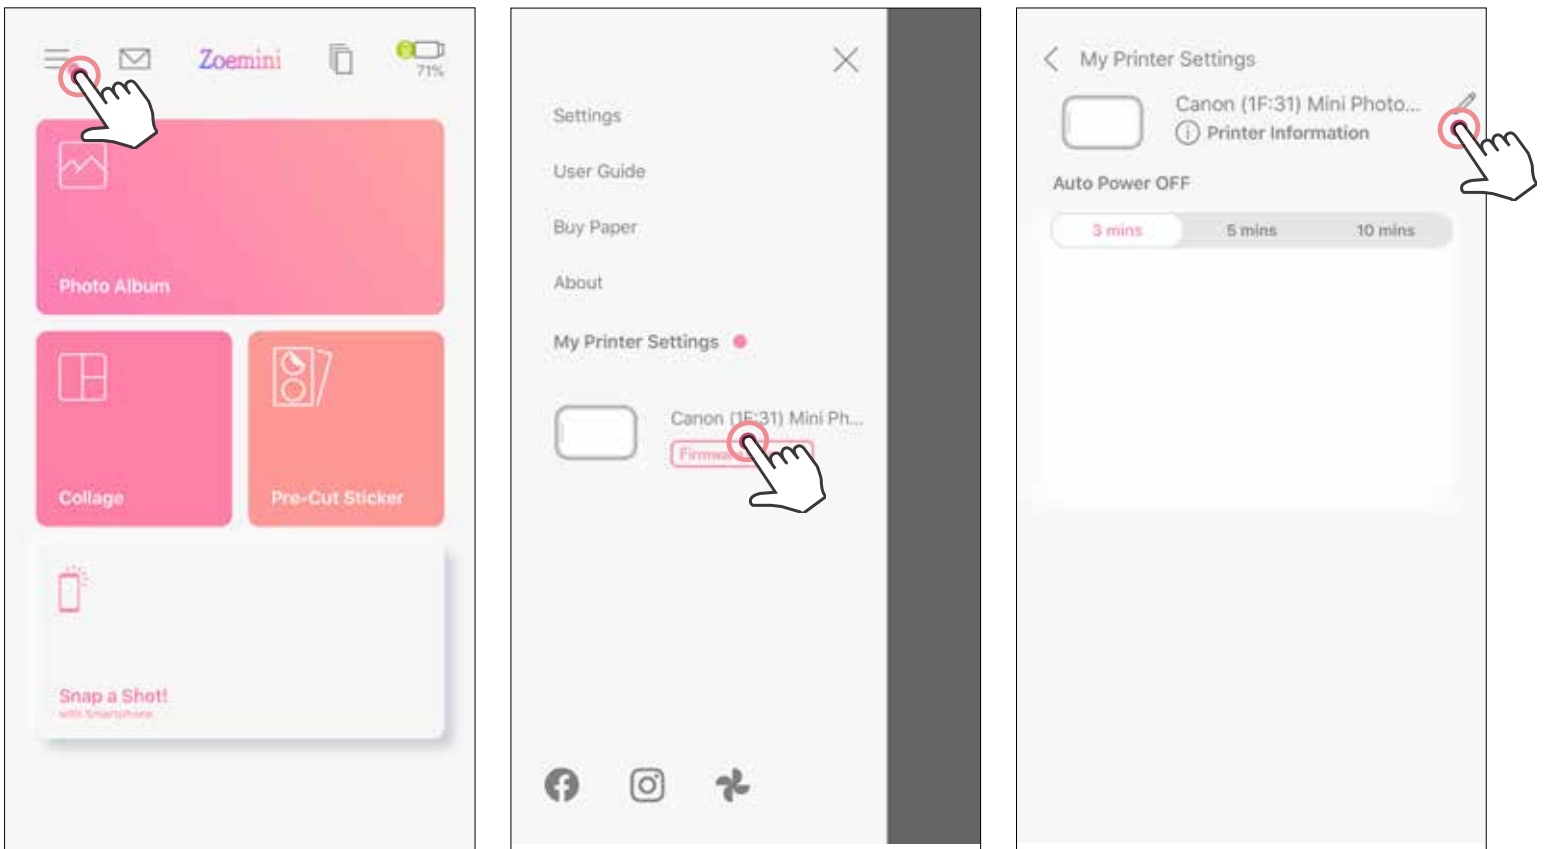 Zoemini
71%
Photo Album
Collage
Pre-Cut Sticker
Snap a Shot!
with Smartphone
Settings
User Guide
Buy Paper
About
My Printer Settings
Canon (1F:31) Mini Ph...
My Printer Settings
Canon (1F:31) Mini Photo...
Printer Information
Auto Power OFF
3 mins 5 mins 10 mins